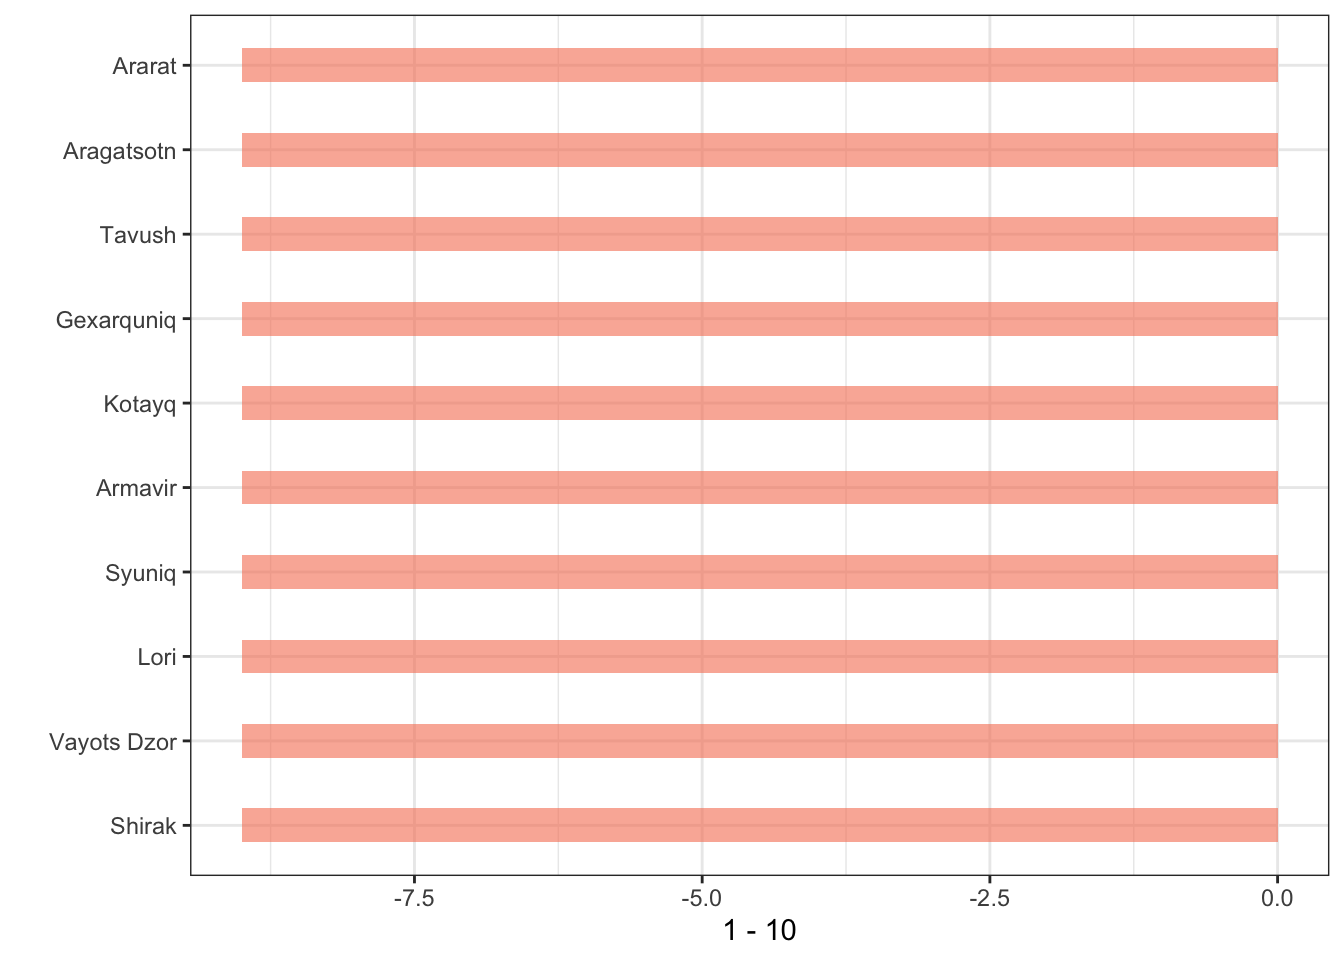 Ararat
Aragatsotn
Tavush
Gexarquniq
Kotayq
Armavir
Syuniq
Lori
Vayots Dzor
Shirak
-7.5 -5.0 -2.5 0.0
1 - 10